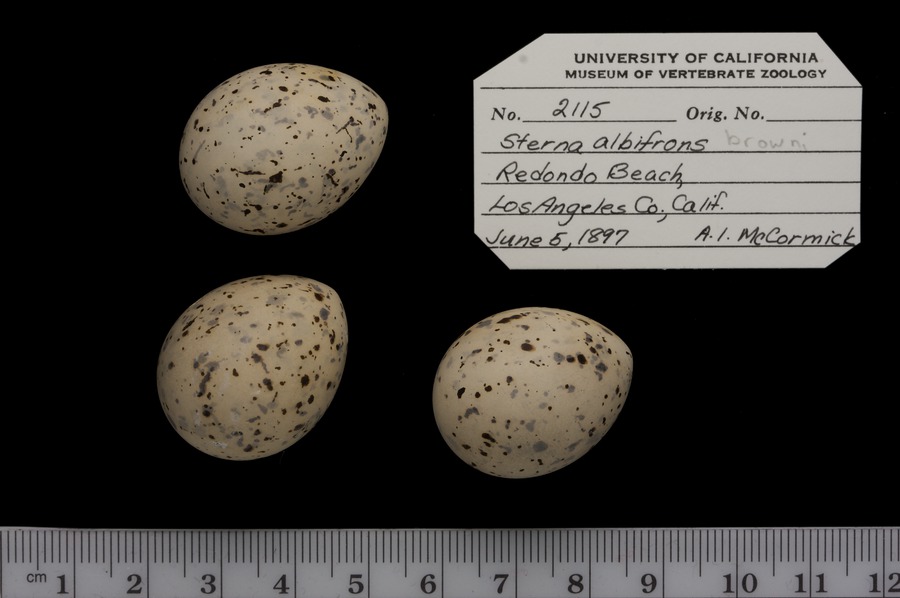 UNIVERSITY OF CALIFORNIA
MUSEUM OF VERTEBRATE ZOOLOGY
No. 2115 Orig. No.
Sterna albifrons browni
Redondo Beach,
Los Angeles Co., Calif.
June 5, 1897 A.I. McCormick
cm 1 2 3 4 5 6 7 8 9 10 11 12